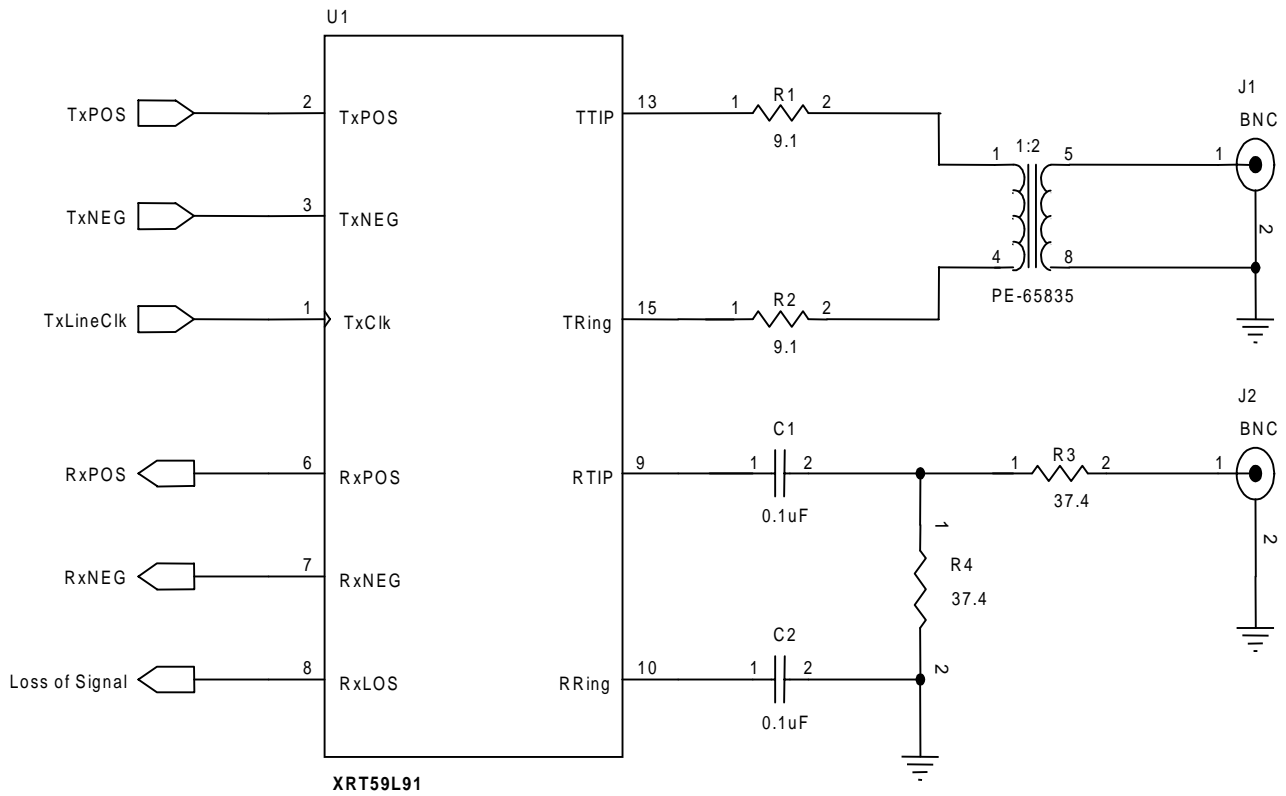 U1
TxPOS 2 TxPOS TTIP 13 1 R1 2
9.1
J1
BNC
1 1:2 5 1
TxNEG 3 TxNEG
2
4 8
PE-65835
TxLineClk 1 TxClk TRing 15 1 R2 2
9.1
J2
BNC
RxPOS 6 RxPOS RTIP 9 1 C1 2 1 R3 2 1
0.1uF 37.4
1 2
RxNEG 7 RxNEG R4
37.4
Loss of Signal 8 RxLOS RRing 10 1 C2 2 2
0.1uF
XRT59L91